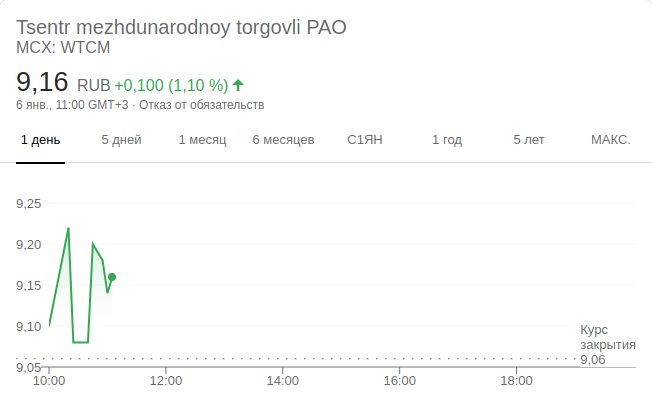 Tsentr mezhdunarodnoy torgovli PAO
MCX: WTCM
9,16 RUB +0,100 (1,10 %)
6 янв., 11:00 GMT+3 · Отказ от обязательств
1 день 5 дней 1 месяц 6 месяцев С1ЯН 1 год 5 лет МАКС.
9,25
9,20
9,15
9,10
Курс
закрытия
9,06
9,05
10:00 12:00 14:00 16:00 18:00